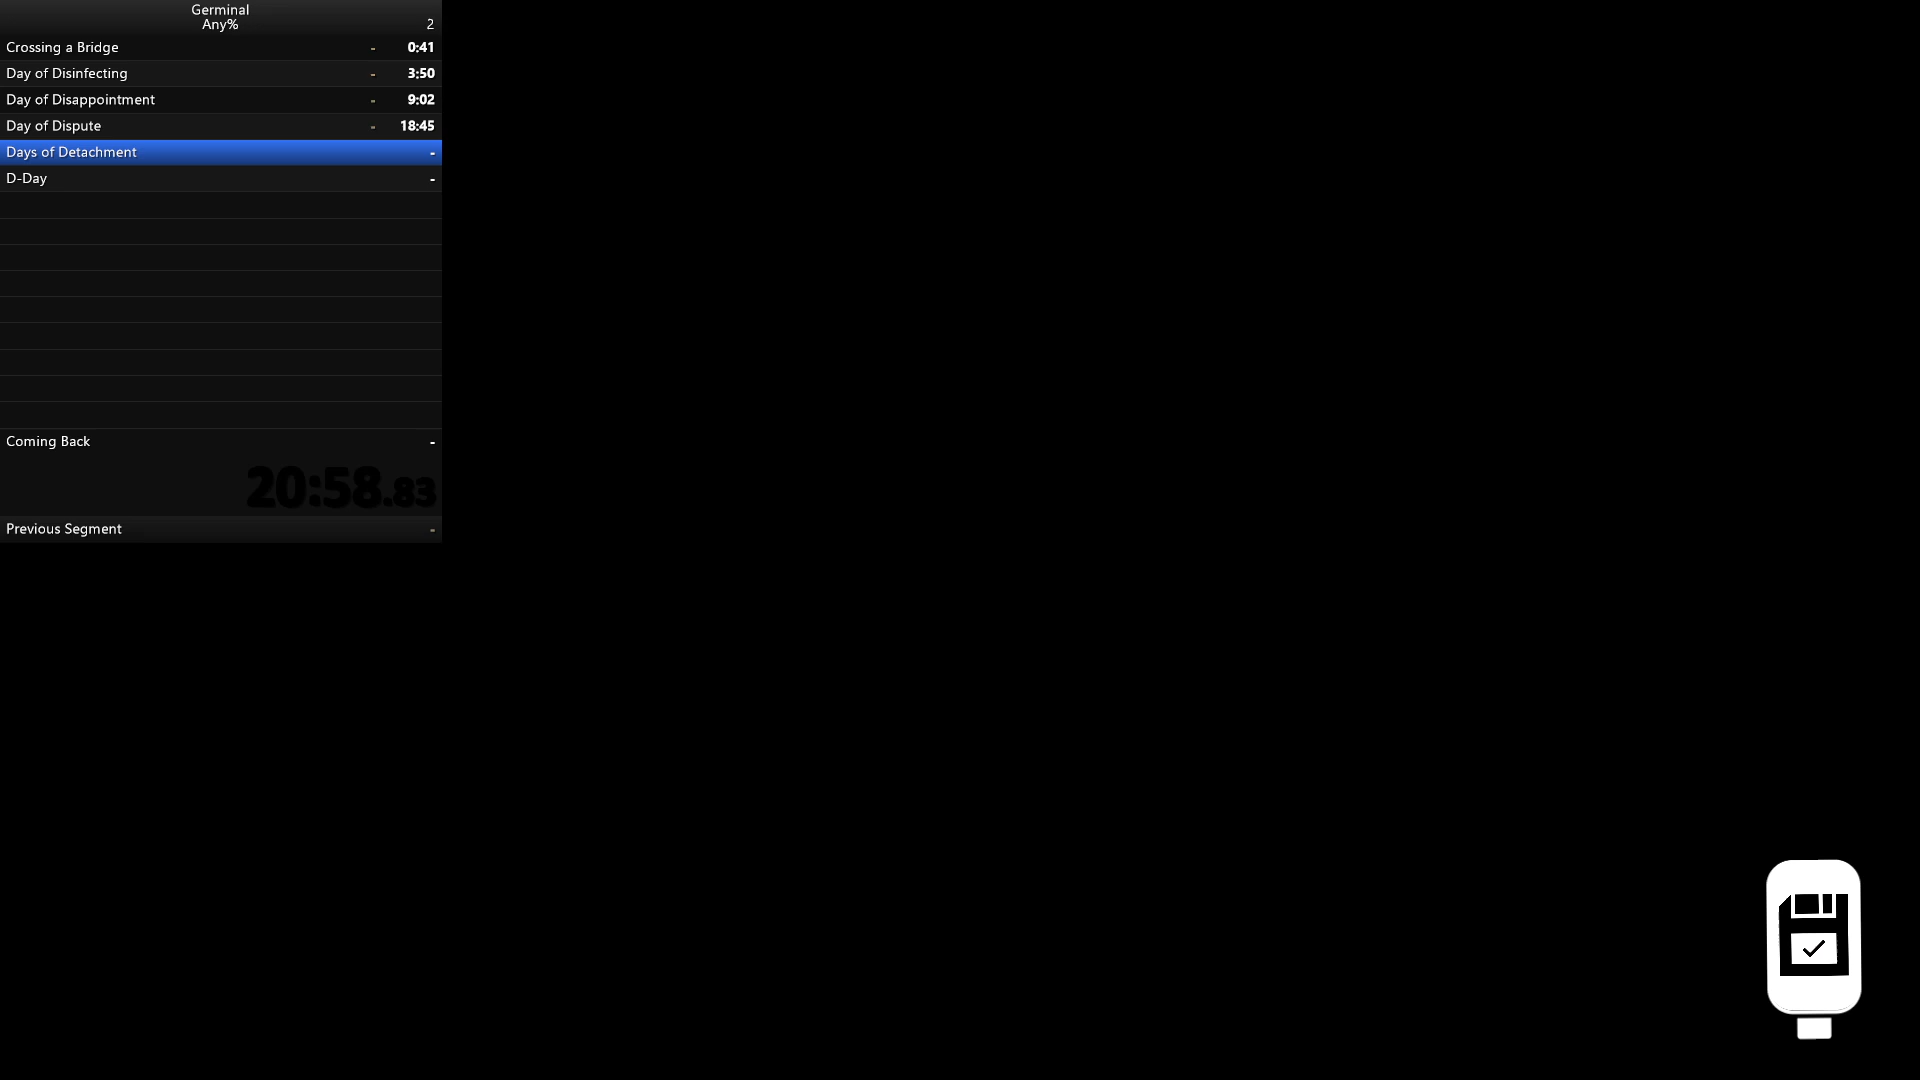 Germinal
Any% 2
Crossing a Bridge - 0:41
Day of Disinfecting - 3:50
Day of Disappointment - 9:02
Day of Dispute - 18:45
Days of Detachment -
D-Day -
Coming Back -
20:58.83
Previous Segment -